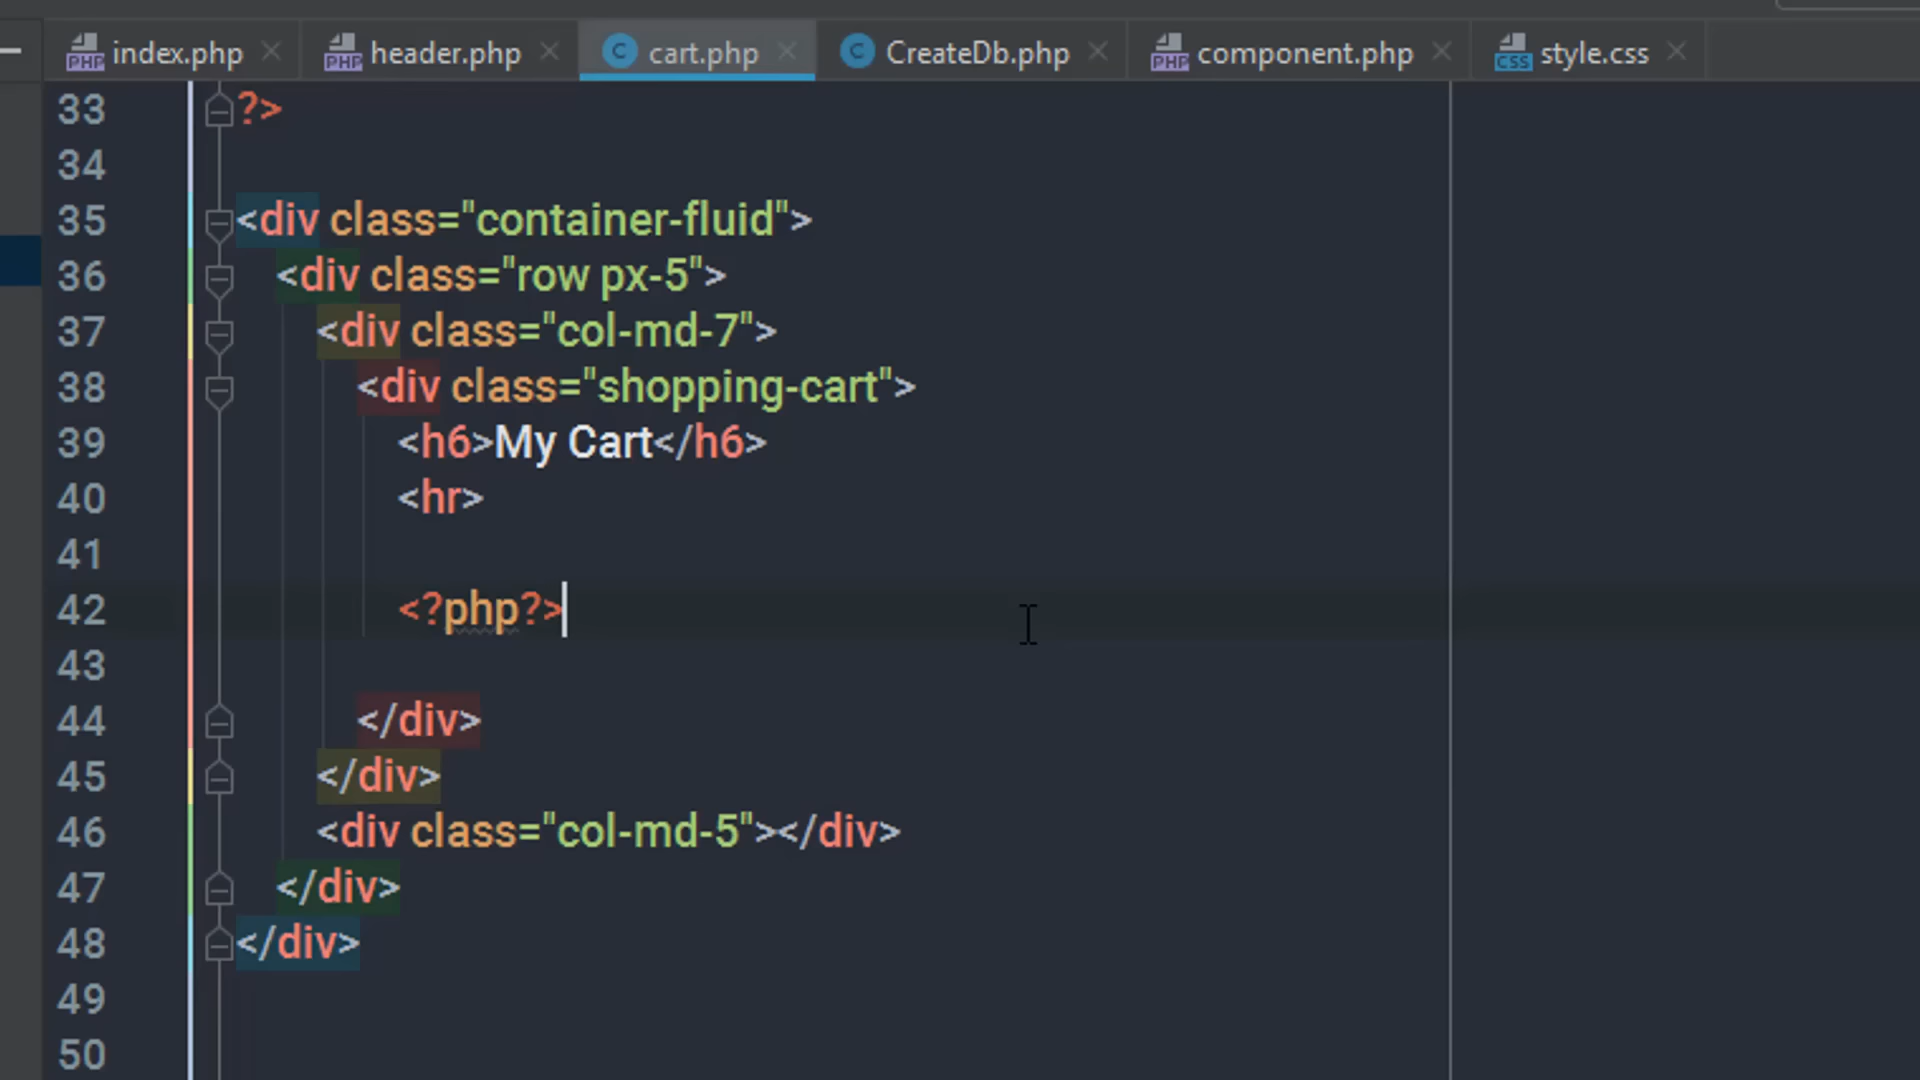 index.php header.php cart.php CreateDb.php component.php style.css
33 ?>
34
35 <div class="container-fluid">
36 <div class="row px-5">
37 <div class="col-md-7">
38 <div class="shopping-cart">
39 <h6>My Cart</h6>
40 <hr>
41
42 <?php?>
43
44 </div>
45 </div>
46 <div class="col-md-5"></div>
47 </div>
48 </div>
49
50